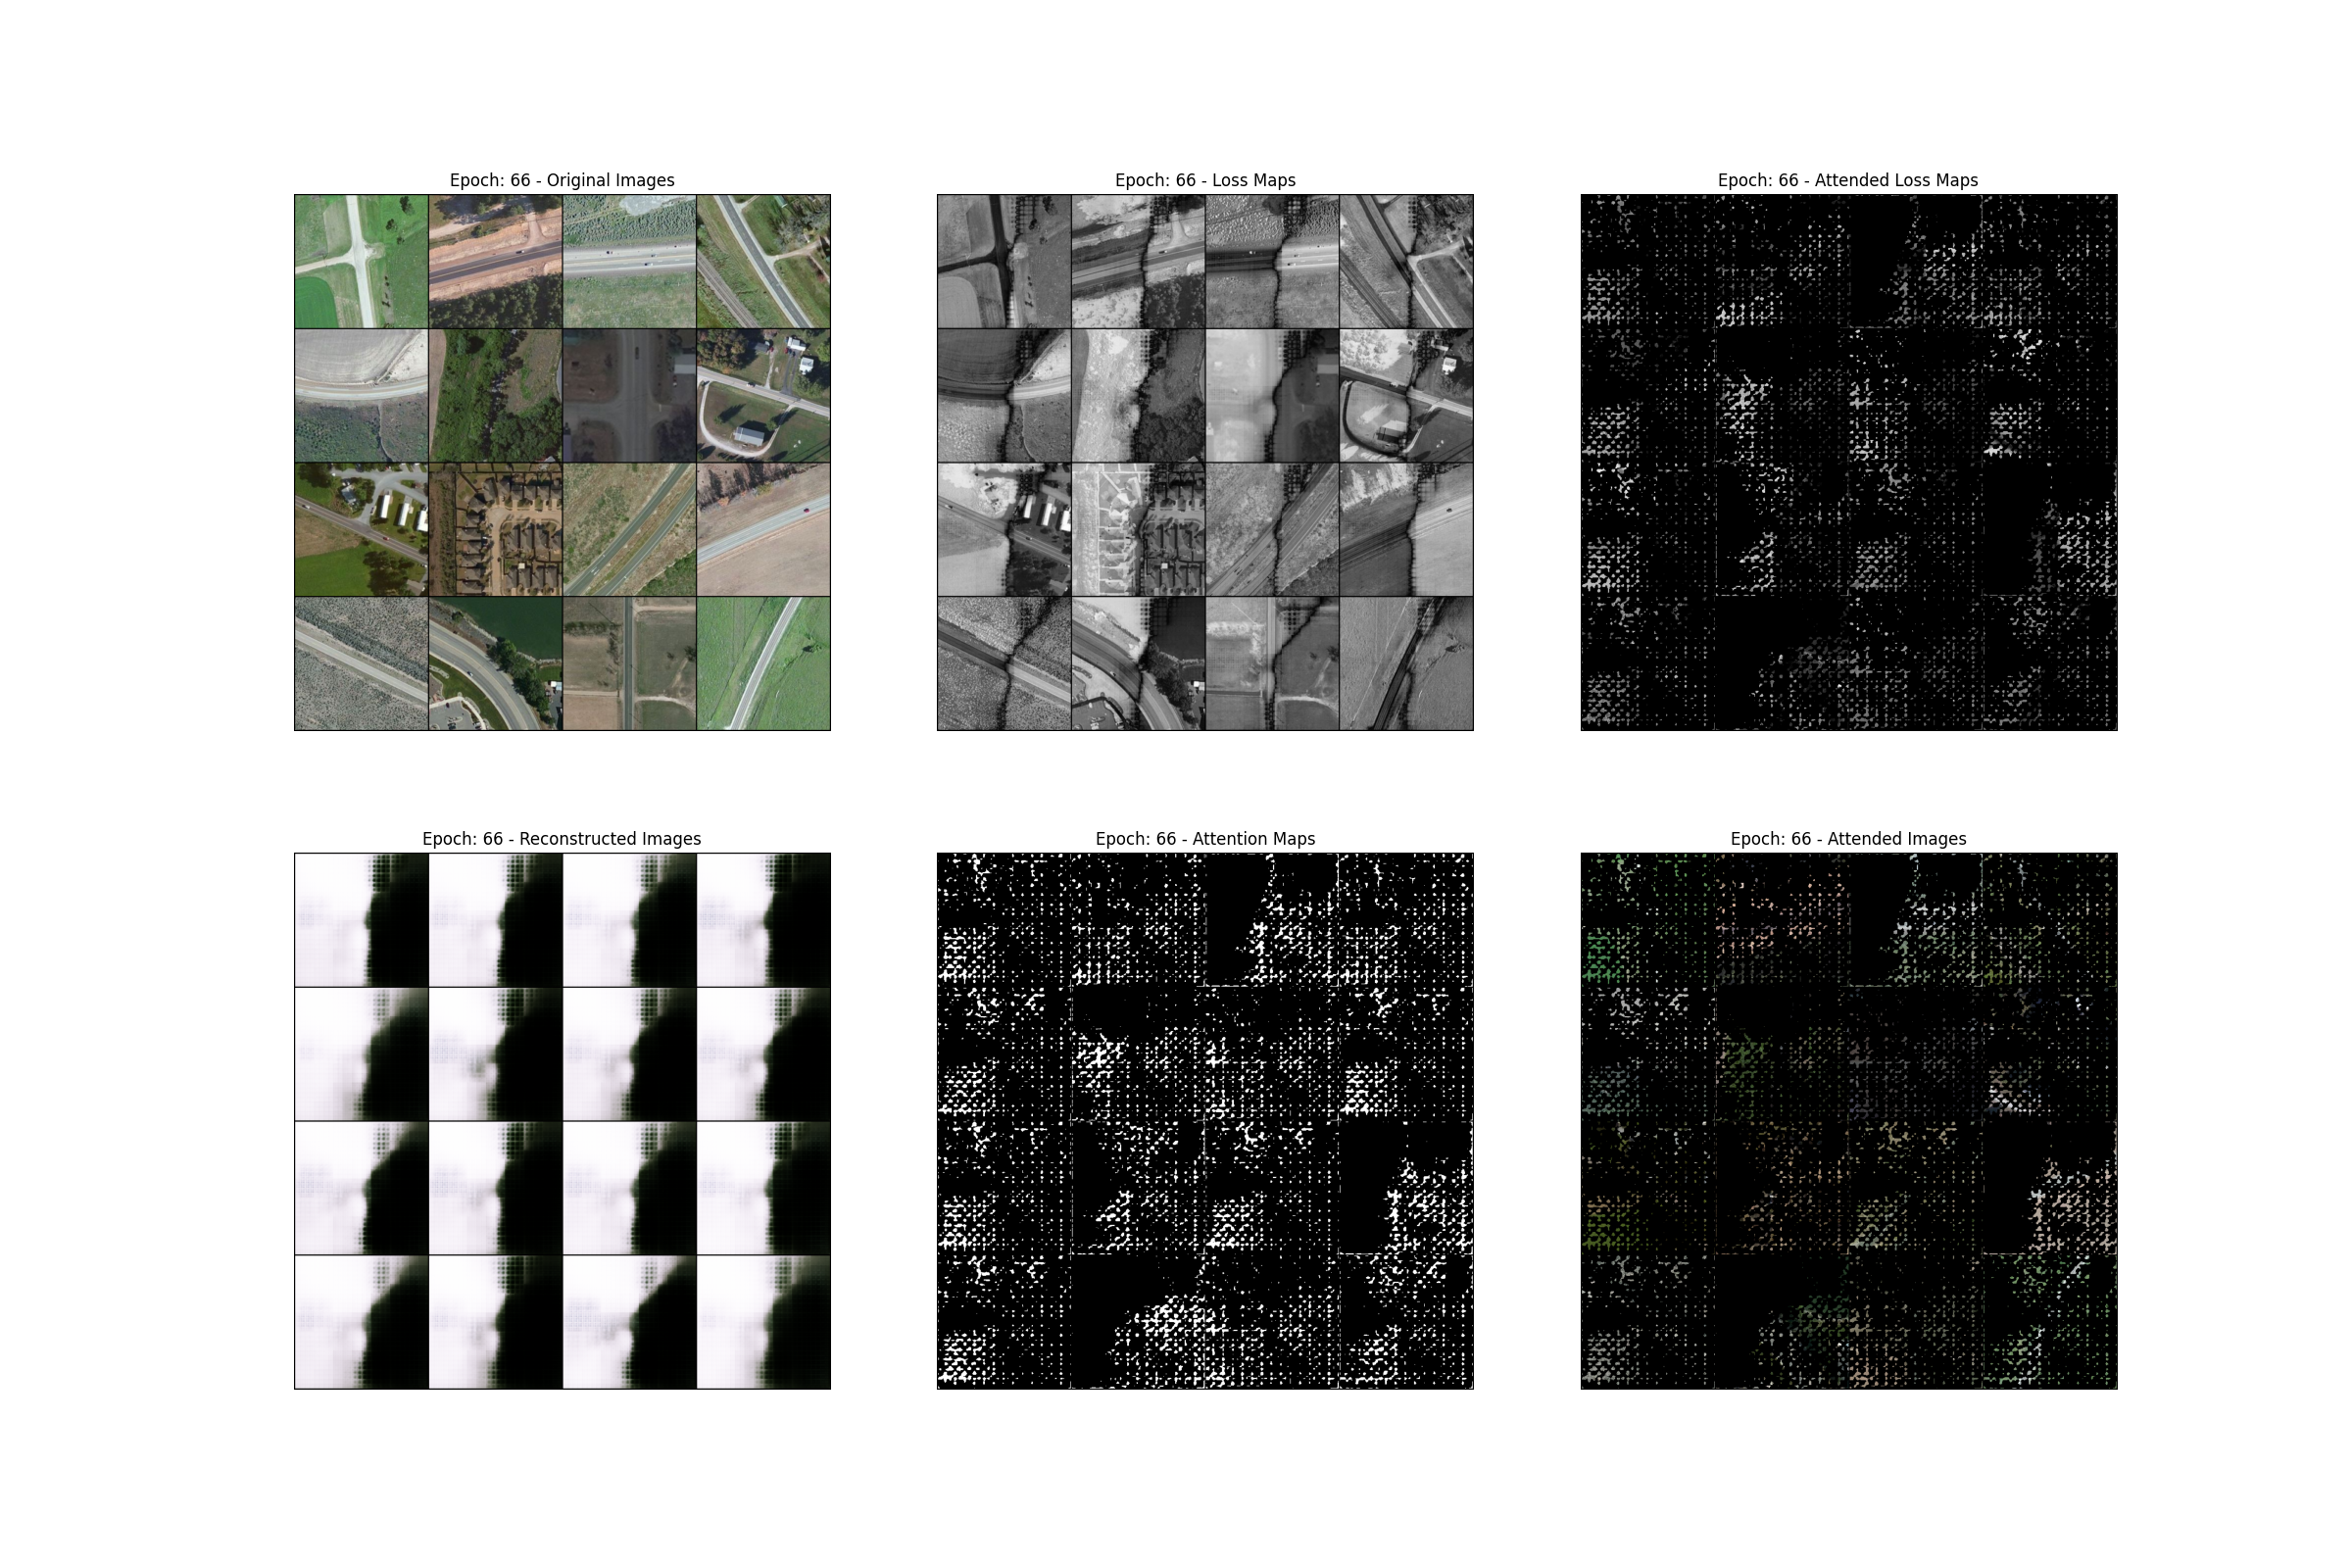 Epoch: 66 - Original Images
Epoch: 66 - Loss Maps
Epoch: 66 - Attended Loss Maps
Epoch: 66 - Reconstructed Images
Epoch: 66 - Attention Maps
Epoch: 66 - Attended Images